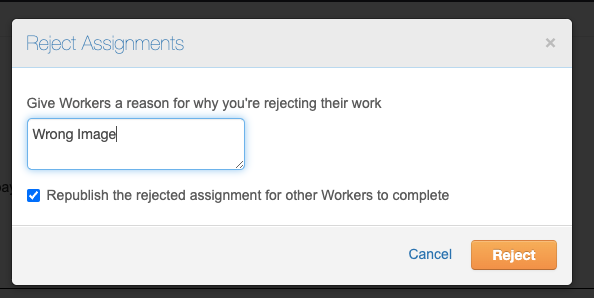 Reject Assignments ×
Give Workers a reason for why you're rejecting their work
Wrong Image
Republish the rejected assignment for other Workers to complete
Cancel Reject